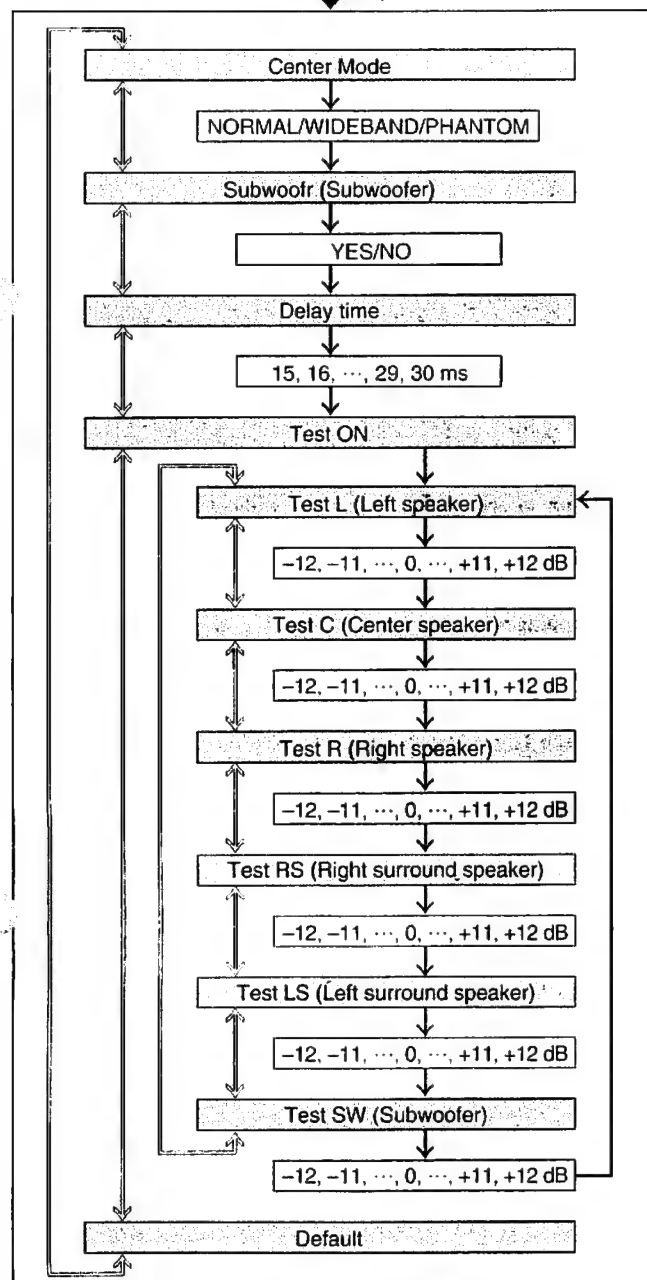 Center Mode
NORMAL/WIDEBAND/PHANTOM
Subwoofr (Subwoofer)
YES/NO
Delay time
15, 16, ···, 29, 30 ms
Test ON
Test L (Left speaker)
−12, −11, ···, 0, ···, +11, +12 dB
Test C (Center speaker)
−12, −11, ···, 0, ···, +11, +12 dB
Test R (Right speaker)
−12, −11, ···, 0, ···, +11, +12 dB
Test RS (Right surround speaker)
−12, −11, ···, 0, ···, +11, +12 dB
Test LS (Left surround speaker)
−12, −11, ···, 0, ···, +11, +12 dB
Test SW (Subwoofer)
−12, −11, ···, 0, ···, +11, +12 dB
Default